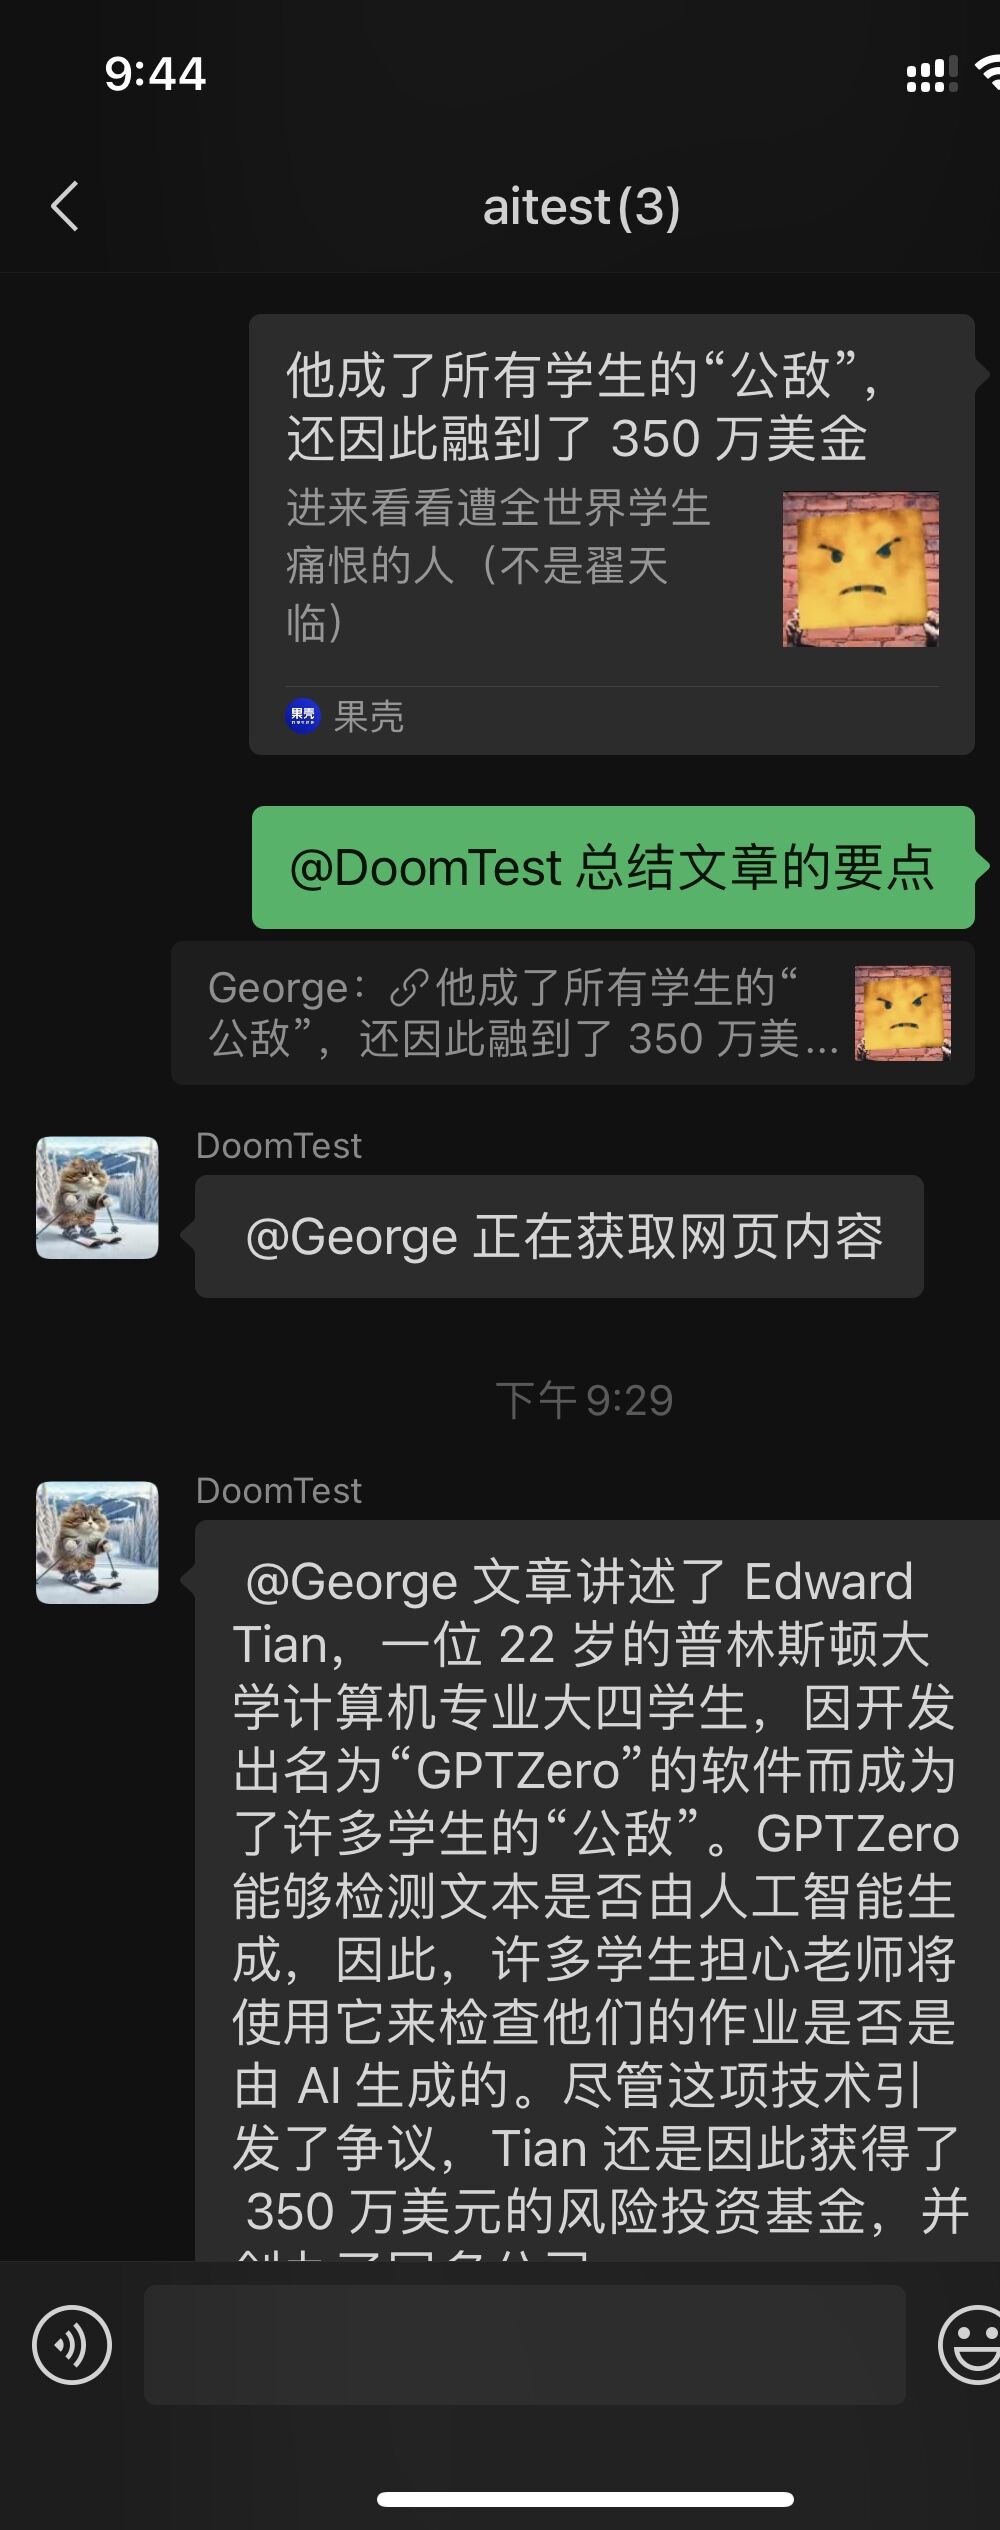 9:44
aitest(3)
他成了所有学生的“公敌”，
还因此融到了 350 万美金
进来看看遭全世界学生
痛恨的人（不是翟天
临）
果壳
果壳
@DoomTest 总结文章的要点
George：他成了所有学生的“
公敌”，还因此融到了 350 万美...
DoomTest
@George 正在获取网页内容
下午 9:29
DoomTest
@George 文章讲述了 Edward
Tian，一位 22 岁的普林斯顿大
学计算机专业大四学生，因开发
出名为“GPTZero”的软件而成为
了许多学生的“公敌”。GPTZero
能够检测文本是否由人工智能生
成，因此，许多学生担心老师将
使用它来检查他们的作业是否是
由 AI 生成的。尽管这项技术引
发了争议，Tian 还是因此获得了
350 万美元的风险投资基金，并